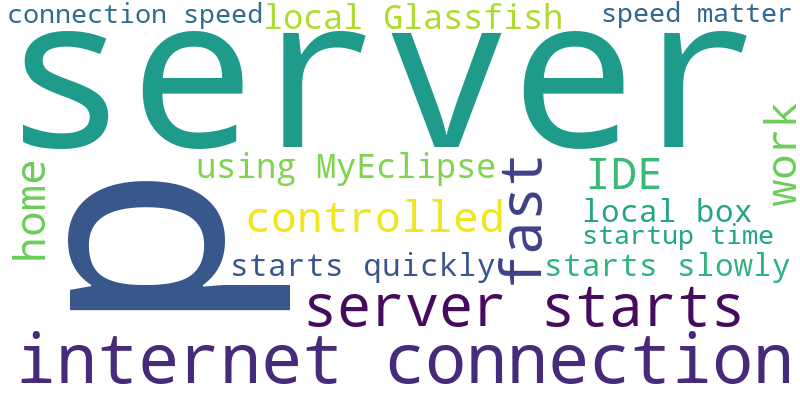 connection speed
local Glassfish
speed matter
server
work
home
using MyEclipse
fast
IDE
p
controlled
local box
startup time
starts quickly
starts slowly
server starts
internet connection